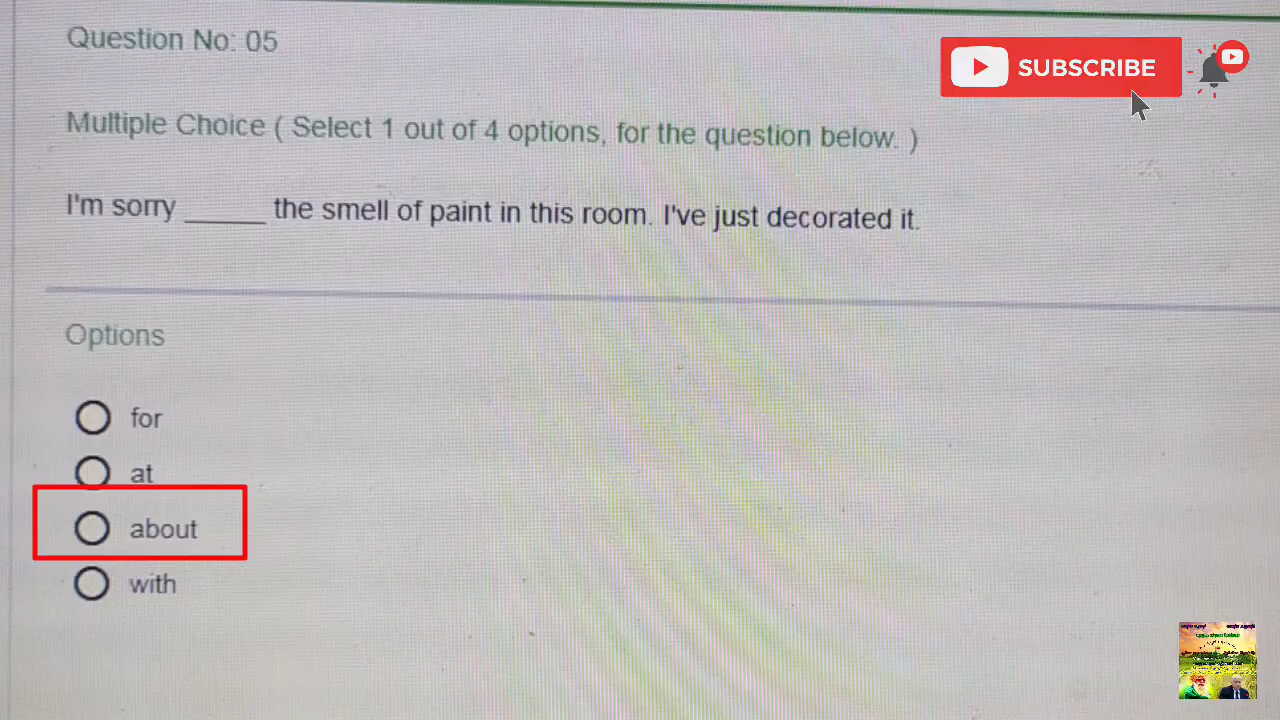 Question No: 05
SUBSCRIBE
Multiple Choice ( Select 1 out of 4 options, for the question below. )
I'm sorry ______ the smell of paint in this room. I've just decorated it.
Options
for
at
about
with